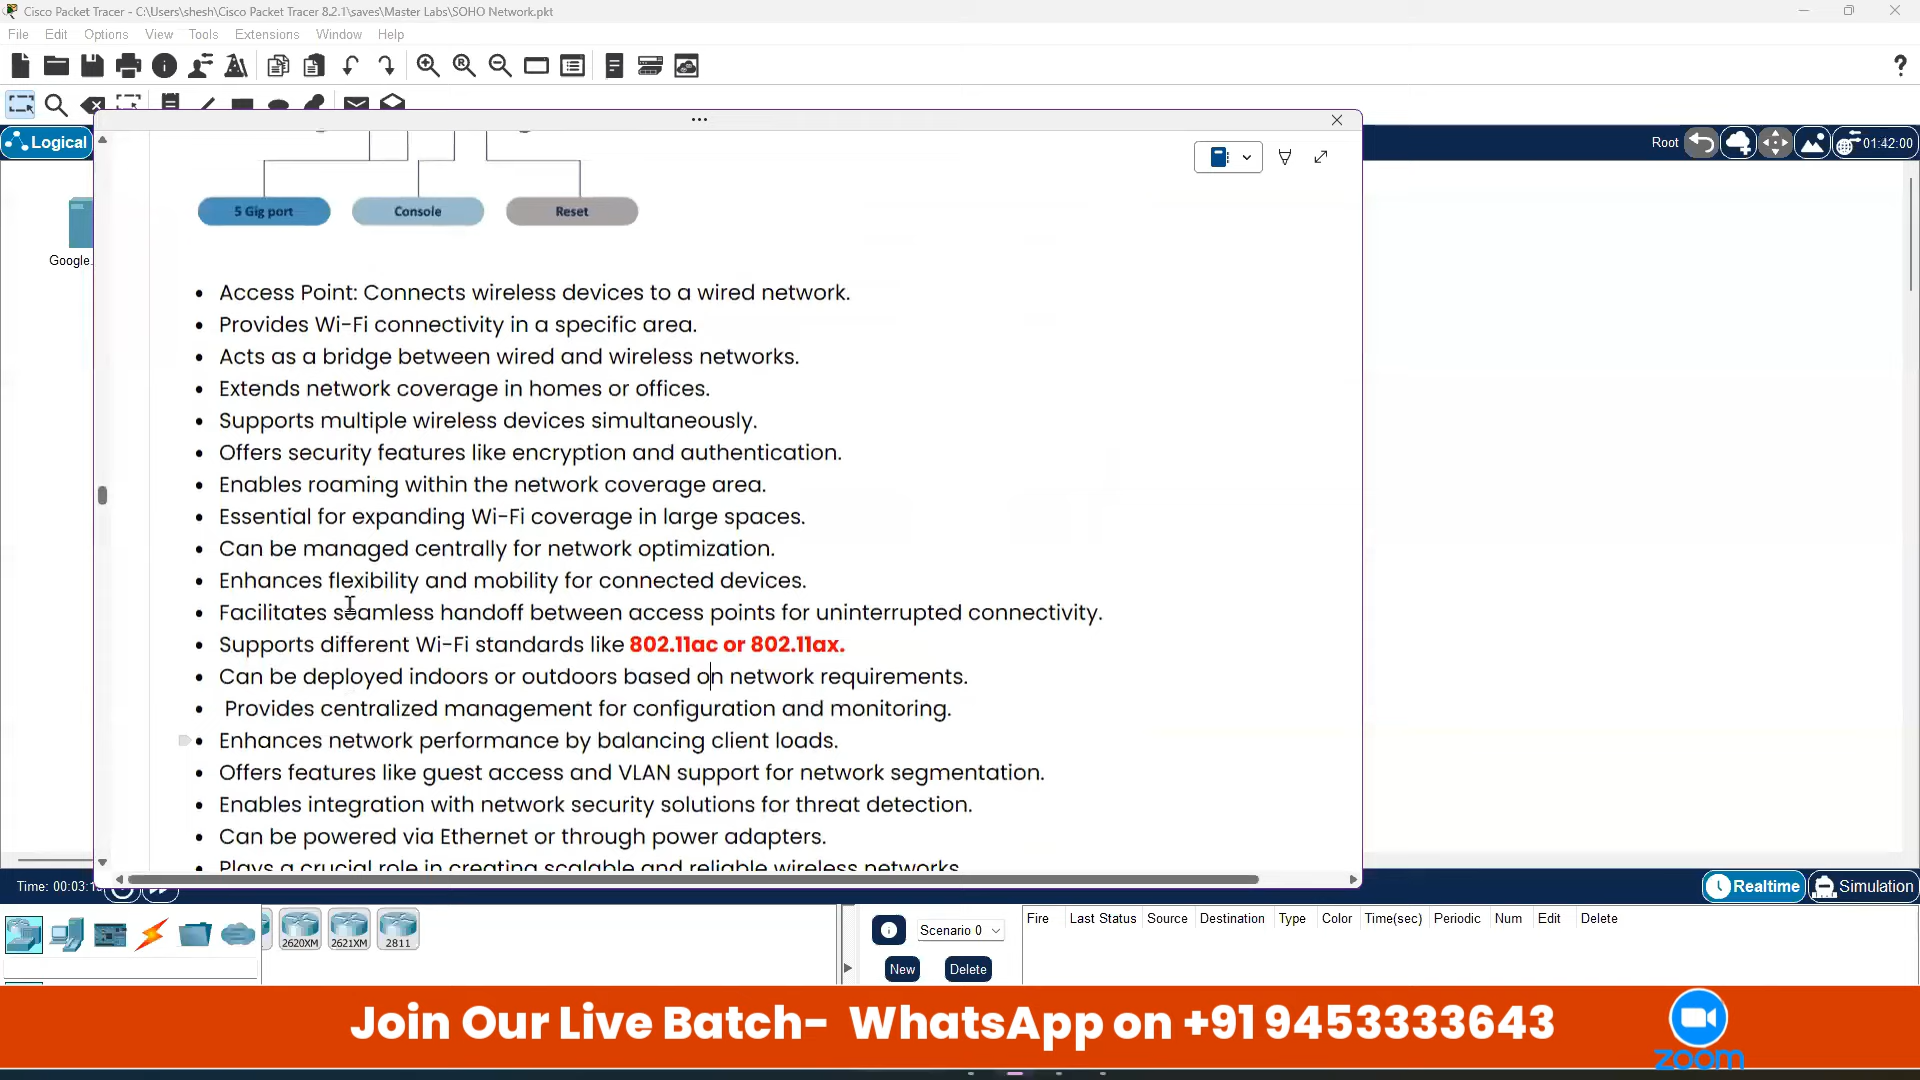 Cisco Packet Tracer - C:\Users\shesh\Cisco Packet Tracer 8.2.1\saves\Master Labs\SOHO Network.pkt
File Edit Options View Tools Extensions Window Help
Logical
Root
01:42:00
Google.
5 Gig port
Console
Reset
• Access Point: Connects wireless devices to a wired network.
• Provides Wi-Fi connectivity in a specific area.
• Acts as a bridge between wired and wireless networks.
• Extends network coverage in homes or offices.
• Supports multiple wireless devices simultaneously.
• Offers security features like encryption and authentication.
• Enables roaming within the network coverage area.
• Essential for expanding Wi-Fi coverage in large spaces.
• Can be managed centrally for network optimization.
• Enhances flexibility and mobility for connected devices.
• Facilitates seamless handoff between access points for uninterrupted connectivity.
• Supports different Wi-Fi standards like 802.11ac or 802.11ax.
• Can be deployed indoors or outdoors based on network requirements.
• Provides centralized management for configuration and monitoring.
• Enhances network performance by balancing client loads.
• Offers features like guest access and VLAN support for network segmentation.
• Enables integration with network security solutions for threat detection.
• Can be powered via Ethernet or through power adapters.
• Plays a crucial role in creating scalable and reliable wireless networks
Time: 00:03:1
Realtime
Simulation
2620XM
2621XM
2811
Scenario 0
New
Delete
Fire Last Status Source Destination Type Color Time(sec) Periodic Num Edit Delete
Join Our Live Batch- WhatsApp on +91 9453333643
zoom